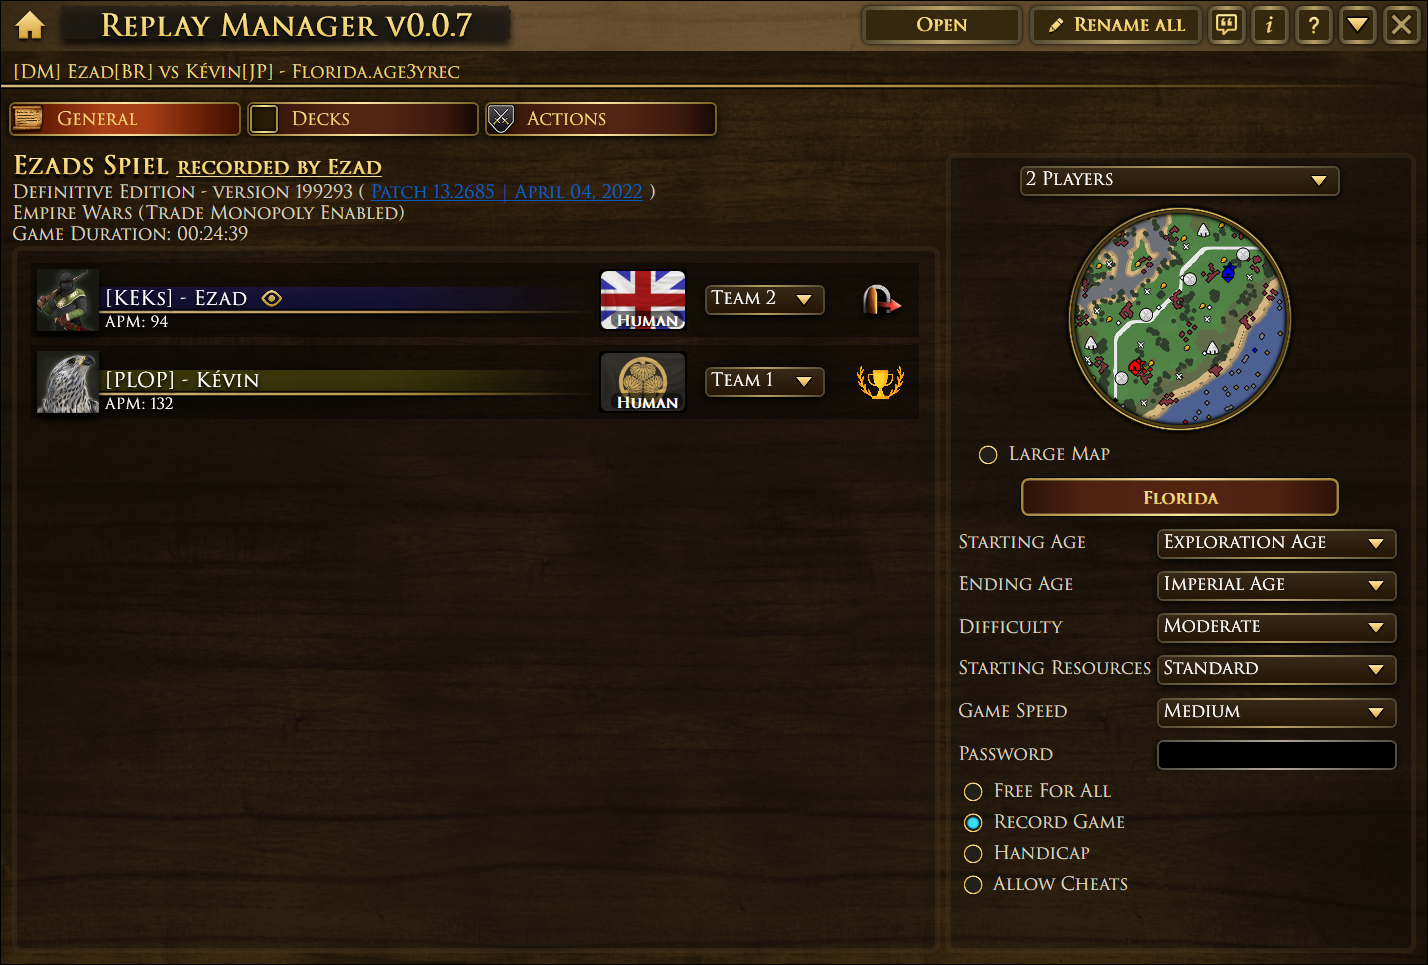 Replay Manager v0.0.7
Open
Rename all
i
?
[DM] Ezad[BR] vs Kévin[JP] - Florida.age3yrec
General
Decks
Actions
Ezads Spiel recorded by Ezad
Definitive Edition - version 199293 ( Patch 13.2685 | April 04, 2022 )
Empire Wars (Trade Monopoly Enabled)
Game Duration: 00:24:39
[KEKs] - Ezad
APM: 94
Human
Team 2
[PLOP] - Kévin
APM: 132
Human
Team 1
2 Players
Large Map
Florida
Starting Age
Exploration Age
Ending Age
Imperial Age
Difficulty
Moderate
Starting Resources
Standard
Game Speed
Medium
Password
Free For All
Record Game
Handicap
Allow Cheats